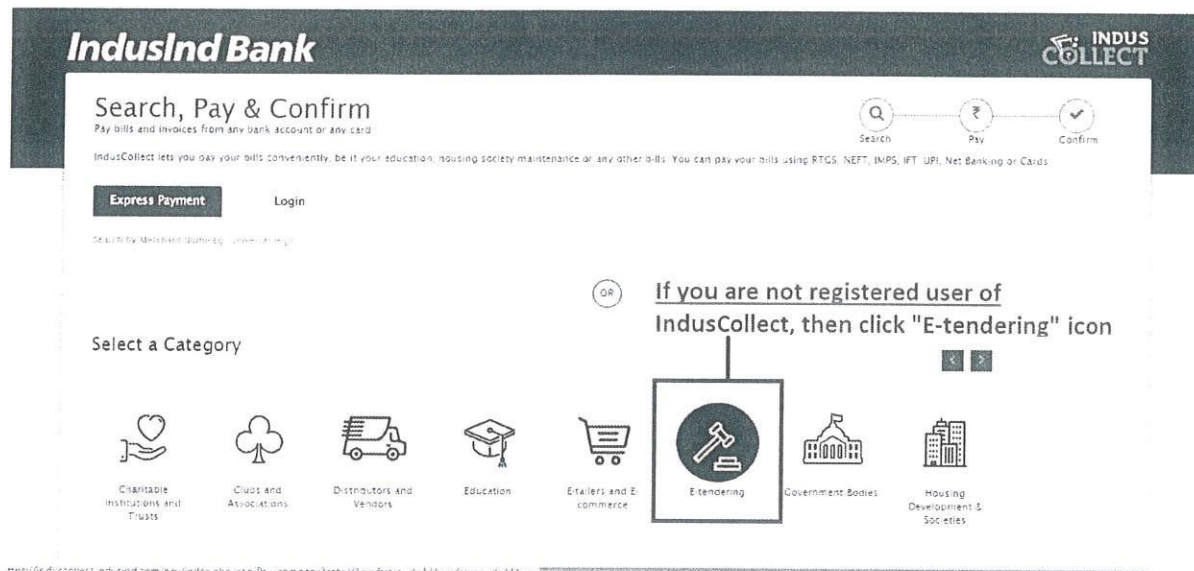 IndusInd Bank
INDUS
COLLECT
Search, Pay & Confirm
Pay bills and invoices from any bank account or any card
Search
Pay
Confirm
IndusCollect lets you pay your bills conveniently, be it your education, housing society maintenance or any other bills. You can pay your bills using RTGS, NEFT, IMPS, IFT, UPI, Net Banking or Cards
Express Payment
Login
Search by Merchant Name
OR
If you are not registered user of
IndusCollect, then click "E-tendering" icon
Select a Category
< >
Charitable
Institutions and
Trusts
Clubs and
Associations
Distributors and
Vendors
Education
E-tailers and E-
commerce
E-tendering
Government Bodies
Housing
Development &
Societies